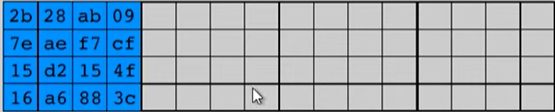 2b 28 ab 09
7e ae f7 cf
15 d2 15 4f
16 a6 88 3c